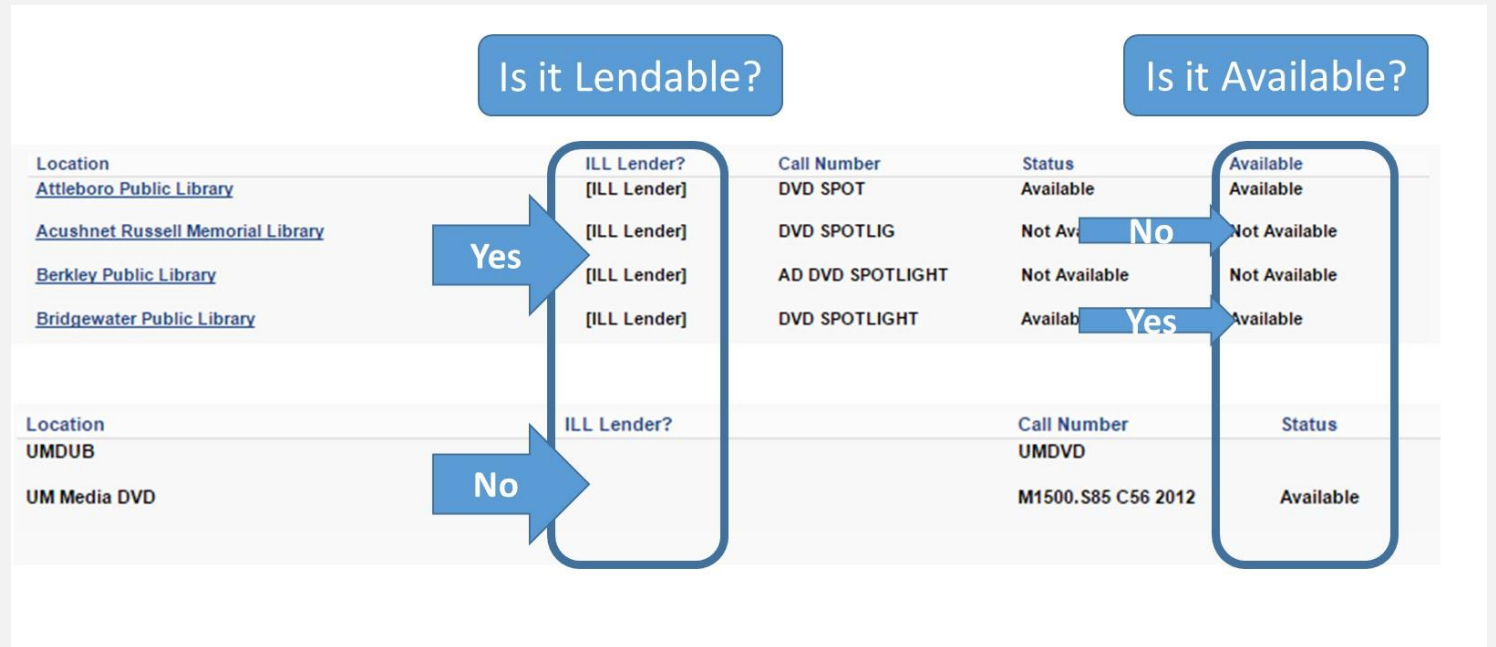 Is it Lendable? Is it Available?
Location ILL Lender? Call Number Status Available
Attleboro Public Library [ILL Lender] DVD SPOT Available Available
Acushnet Russell Memorial Library [ILL Lender] DVD SPOTLIG Not Ava No Not Available
Yes
Berkley Public Library [ILL Lender] AD DVD SPOTLIGHT Not Available Not Available
Bridgewater Public Library [ILL Lender] DVD SPOTLIGHT Availab Yes Available
Location ILL Lender? Call Number Status
UMDUB UMDVD
No
UM Media DVD M1500.S85 C56 2012 Available